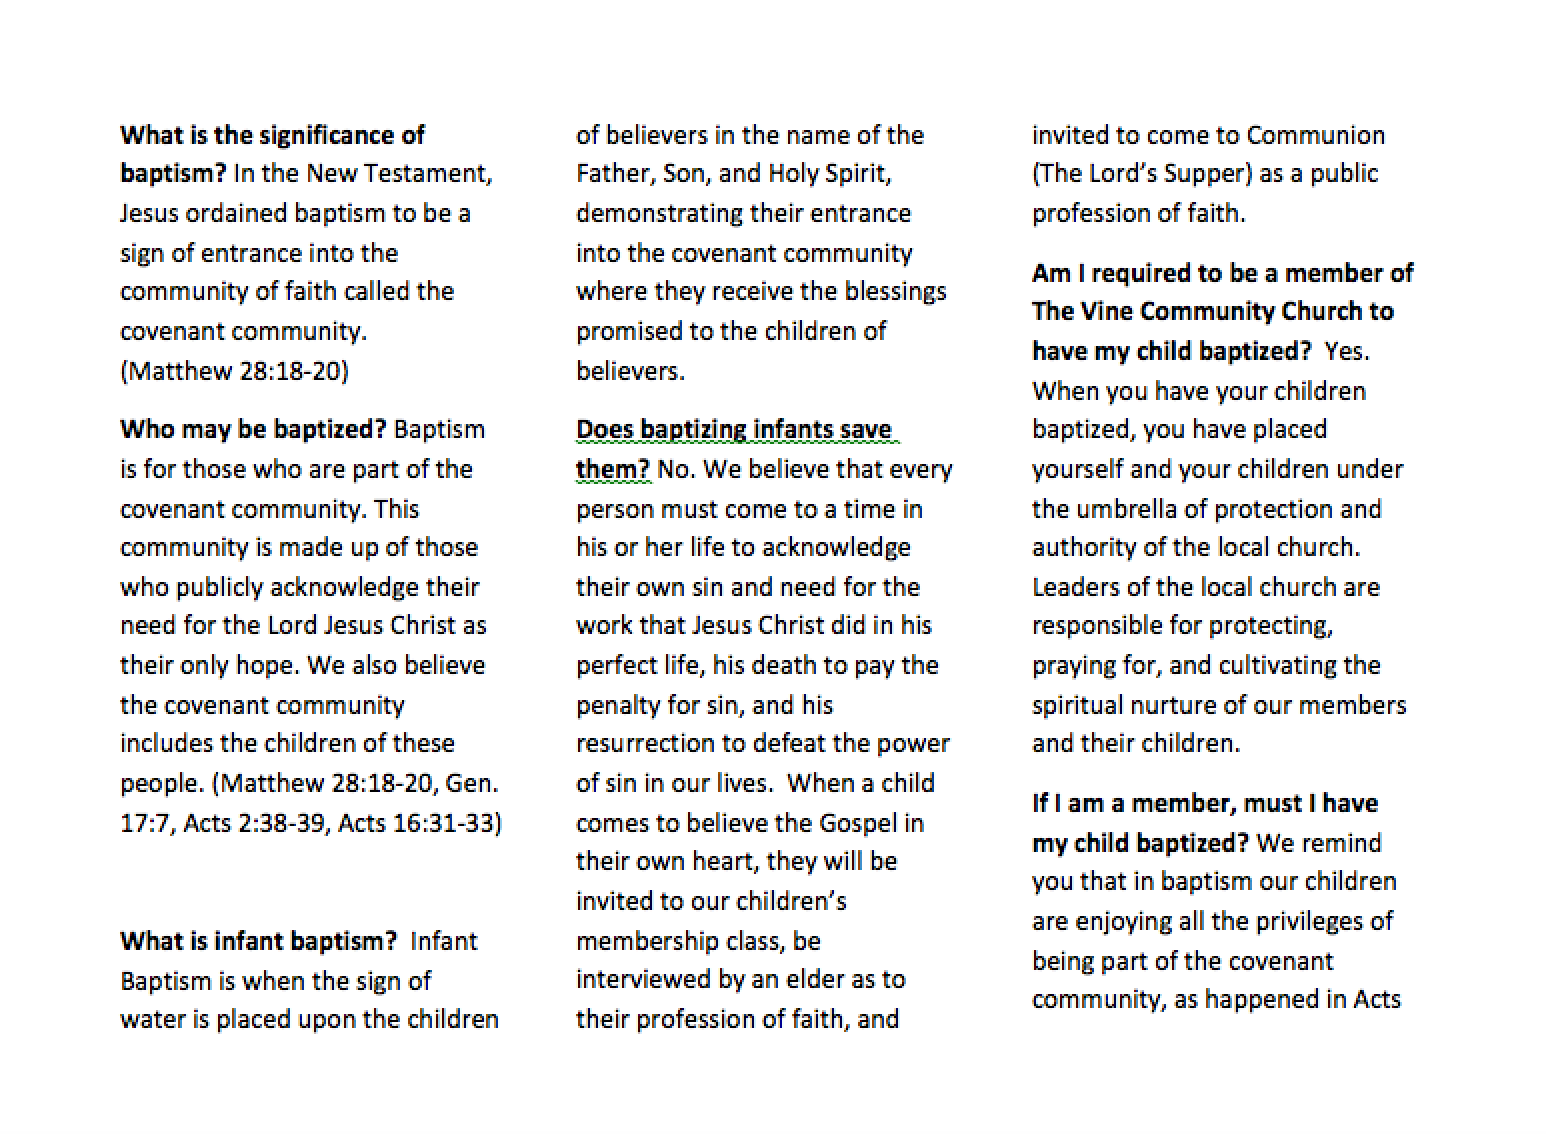 What is the significance of
baptism? In the New Testament,
Jesus ordained baptism to be a
sign of entrance into the
community of faith called the
covenant community.
(Matthew 28:18-20)
Who may be baptized? Baptism
is for those who are part of the
covenant community. This
community is made up of those
who publicly acknowledge their
need for the Lord Jesus Christ as
their only hope. We also believe
the covenant community
includes the children of these
people. (Matthew 28:18-20, Gen.
17:7, Acts 2:38-39, Acts 16:31-33)
What is infant baptism?  Infant
Baptism is when the sign of
water is placed upon the children
of believers in the name of the
Father, Son, and Holy Spirit,
demonstrating their entrance
into the covenant community
where they receive the blessings
promised to the children of
believers.
Does baptizing infants save
them? No. We believe that every
person must come to a time in
his or her life to acknowledge
their own sin and need for the
work that Jesus Christ did in his
perfect life, his death to pay the
penalty for sin, and his
resurrection to defeat the power
of sin in our lives.  When a child
comes to believe the Gospel in
their own heart, they will be
invited to our children’s
membership class, be
interviewed by an elder as to
their profession of faith, and
invited to come to Communion
(The Lord’s Supper) as a public
profession of faith.
Am I required to be a member of
The Vine Community Church to
have my child baptized?  Yes.
When you have your children
baptized, you have placed
yourself and your children under
the umbrella of protection and
authority of the local church.
Leaders of the local church are
responsible for protecting,
praying for, and cultivating the
spiritual nurture of our members
and their children.
If I am a member, must I have
my child baptized? We remind
you that in baptism our children
are enjoying all the privileges of
being part of the covenant
community, as happened in Acts